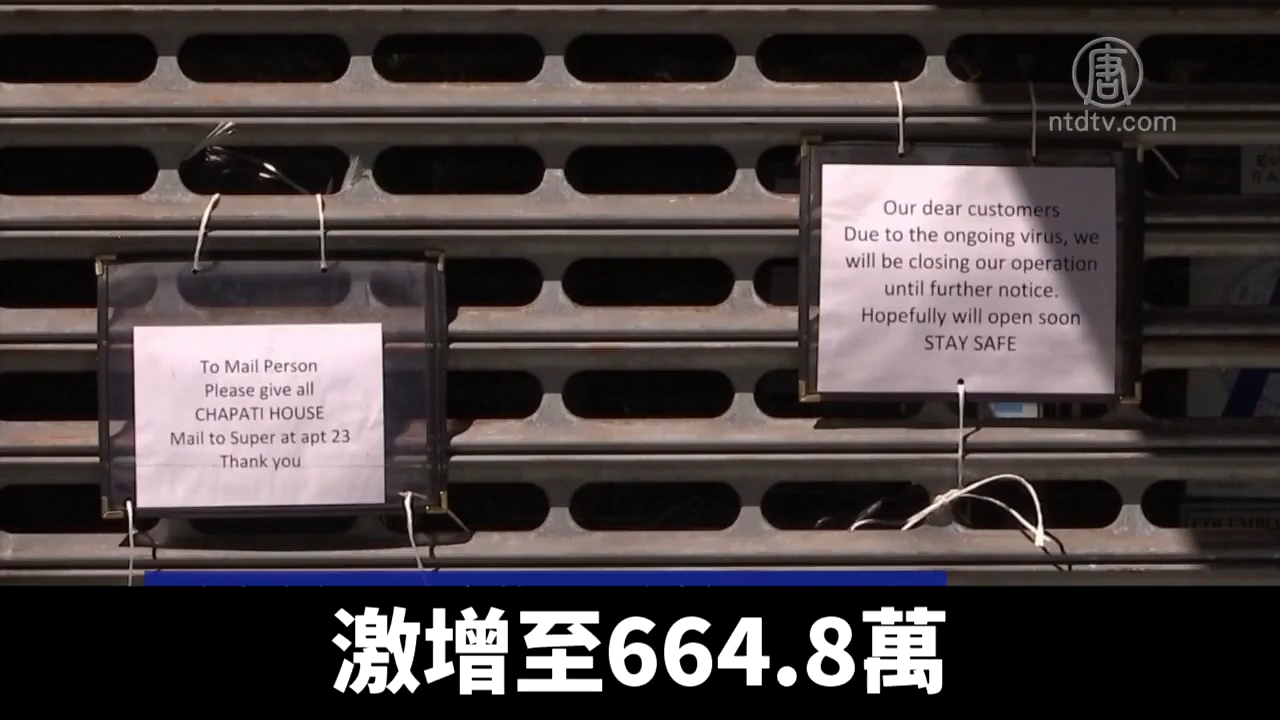 唐
ntdtv.com
Our dear customers
Due to the ongoing virus, we
will be closing our operation
until further notice.
Hopefully will open soon
STAY SAFE
To Mail Person
Please give all
CHAPATI HOUSE
Mail to Super at apt 23
Thank you
激增至664.8萬